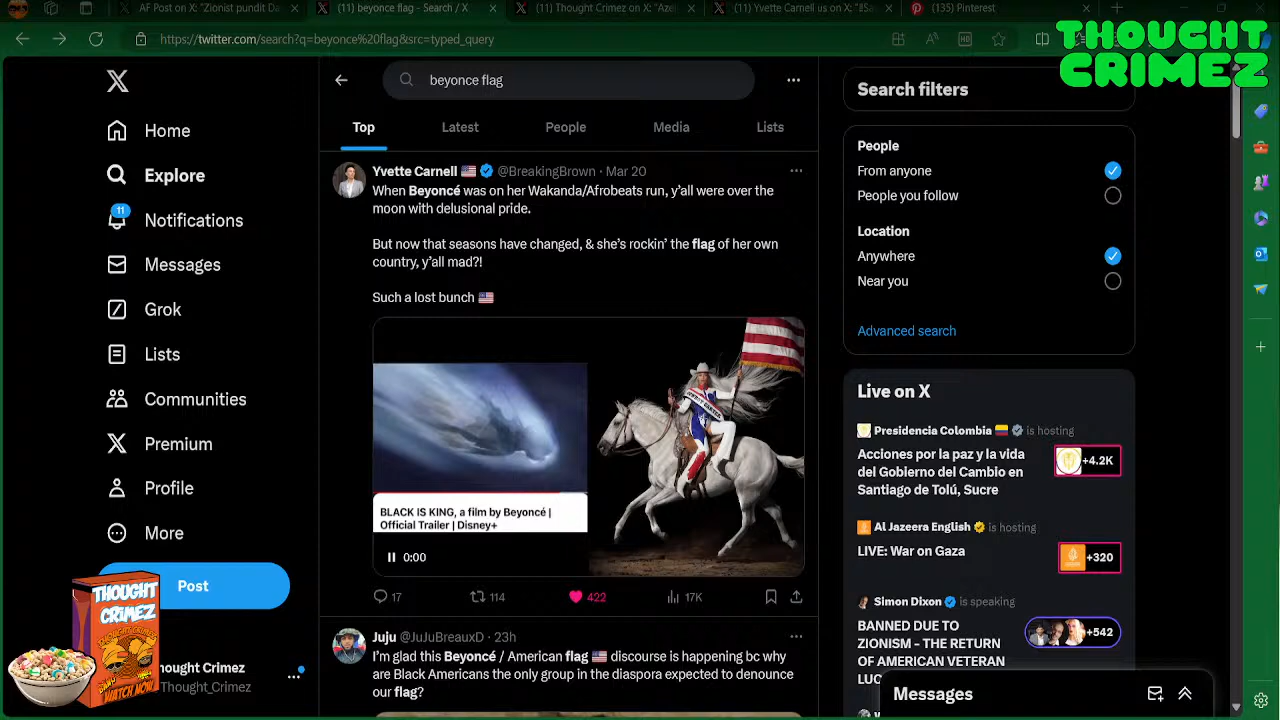 AF Post on X: "Zionist pundit Da
(11) beyonce flag - Search / X
(11) Thought Crimez on X: "Azel
(11) Yvette Carnell us on X: "#Sa
(135) Pinterest
https://twitter.com/search?q=beyonce%20flag&src=typed_query
THOUGHT
CRIMEZ
beyonce flag
Top
Latest
People
Media
Lists
Home
Explore
11
Notifications
Messages
Grok
Lists
Communities
Premium
Profile
More
Post
hought Crimez
Thought_Crimez
THOUGHT
CRIMEZ
WATCH NOW
Yvette Carnell 🇺🇸 @BreakingBrown · Mar 20
When Beyoncé was on her Wakanda/Afrobeats run, y'all were over the
moon with delusional pride.
But now that seasons have changed, & she's rockin' the flag of her own
country, y'all mad?!
Such a lost bunch 🇺🇸
BLACK IS KING, a film by Beyoncé |
Official Trailer | Disney+
0:00
17
114
422
17K
Juju @JuJuBreauxD · 23h
I'm glad this Beyoncé / American flag 🇺🇸 discourse is happening bc why
are Black Americans the only group in the diaspora expected to denounce
our flag?
Search filters
People
From anyone
People you follow
Location
Anywhere
Near you
Advanced search
Live on X
Presidencia Colombia 🇨🇴 is hosting
Acciones por la paz y la vida
del Gobierno del Cambio en
Santiago de Tolú, Sucre
+4.2K
Al Jazeera English is hosting
LIVE: War on Gaza
+320
Simon Dixon is speaking
BANNED DUE TO
ZIONISM - THE RETURN
OF AMERICAN VETERAN
LUC
+542
Messages